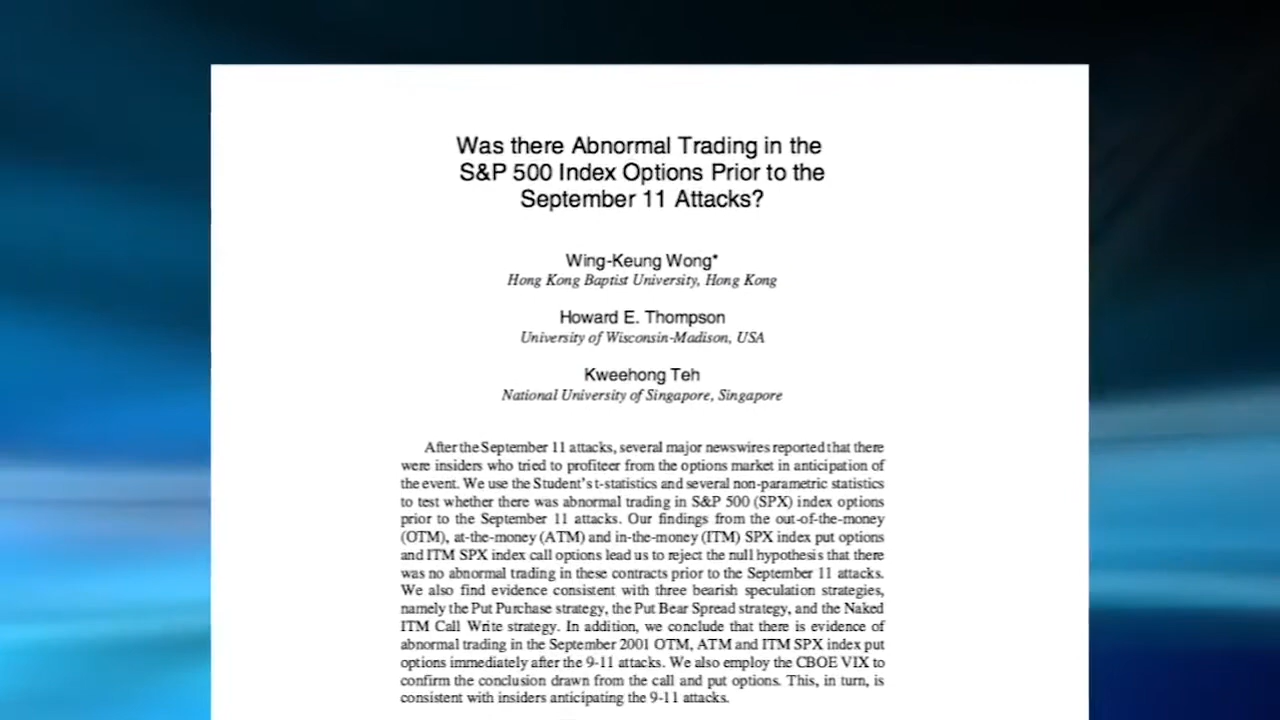 Was there Abnormal Trading in the
S&P 500 Index Options Prior to the
September 11 Attacks?
Wing-Keung Wong*
Hong Kong Baptist University, Hong Kong
Howard E. Thompson
University of Wisconsin-Madison, USA
Kweehong Teh
National University of Singapore, Singapore
After the September 11 attacks, several major newswires reported that there
were insiders who tried to profiteer from the options market in anticipation of
the event. We use the Student's t-statistics and several non-parametric statistics
to test whether there was abnormal trading in S&P 500 (SPX) index options
prior to the September 11 attacks. Our findings from the out-of-the-money
(OTM), at-the-money (ATM) and in-the-money (ITM) SPX index put options
and ITM SPX index call options lead us to reject the null hypothesis that there
was no abnormal trading in these contracts prior to the September 11 attacks.
We also find evidence consistent with three bearish speculation strategies,
namely the Put Purchase strategy, the Put Bear Spread strategy, and the Naked
ITM Call Write strategy. In addition, we conclude that there is evidence of
abnormal trading in the September 2001 OTM, ATM and ITM SPX index put
options immediately after the 9-11 attacks. We also employ the CBOE VIX to
confirm the conclusion drawn from the call and put options. This, in turn, is
consistent with insiders anticipating the 9-11 attacks.